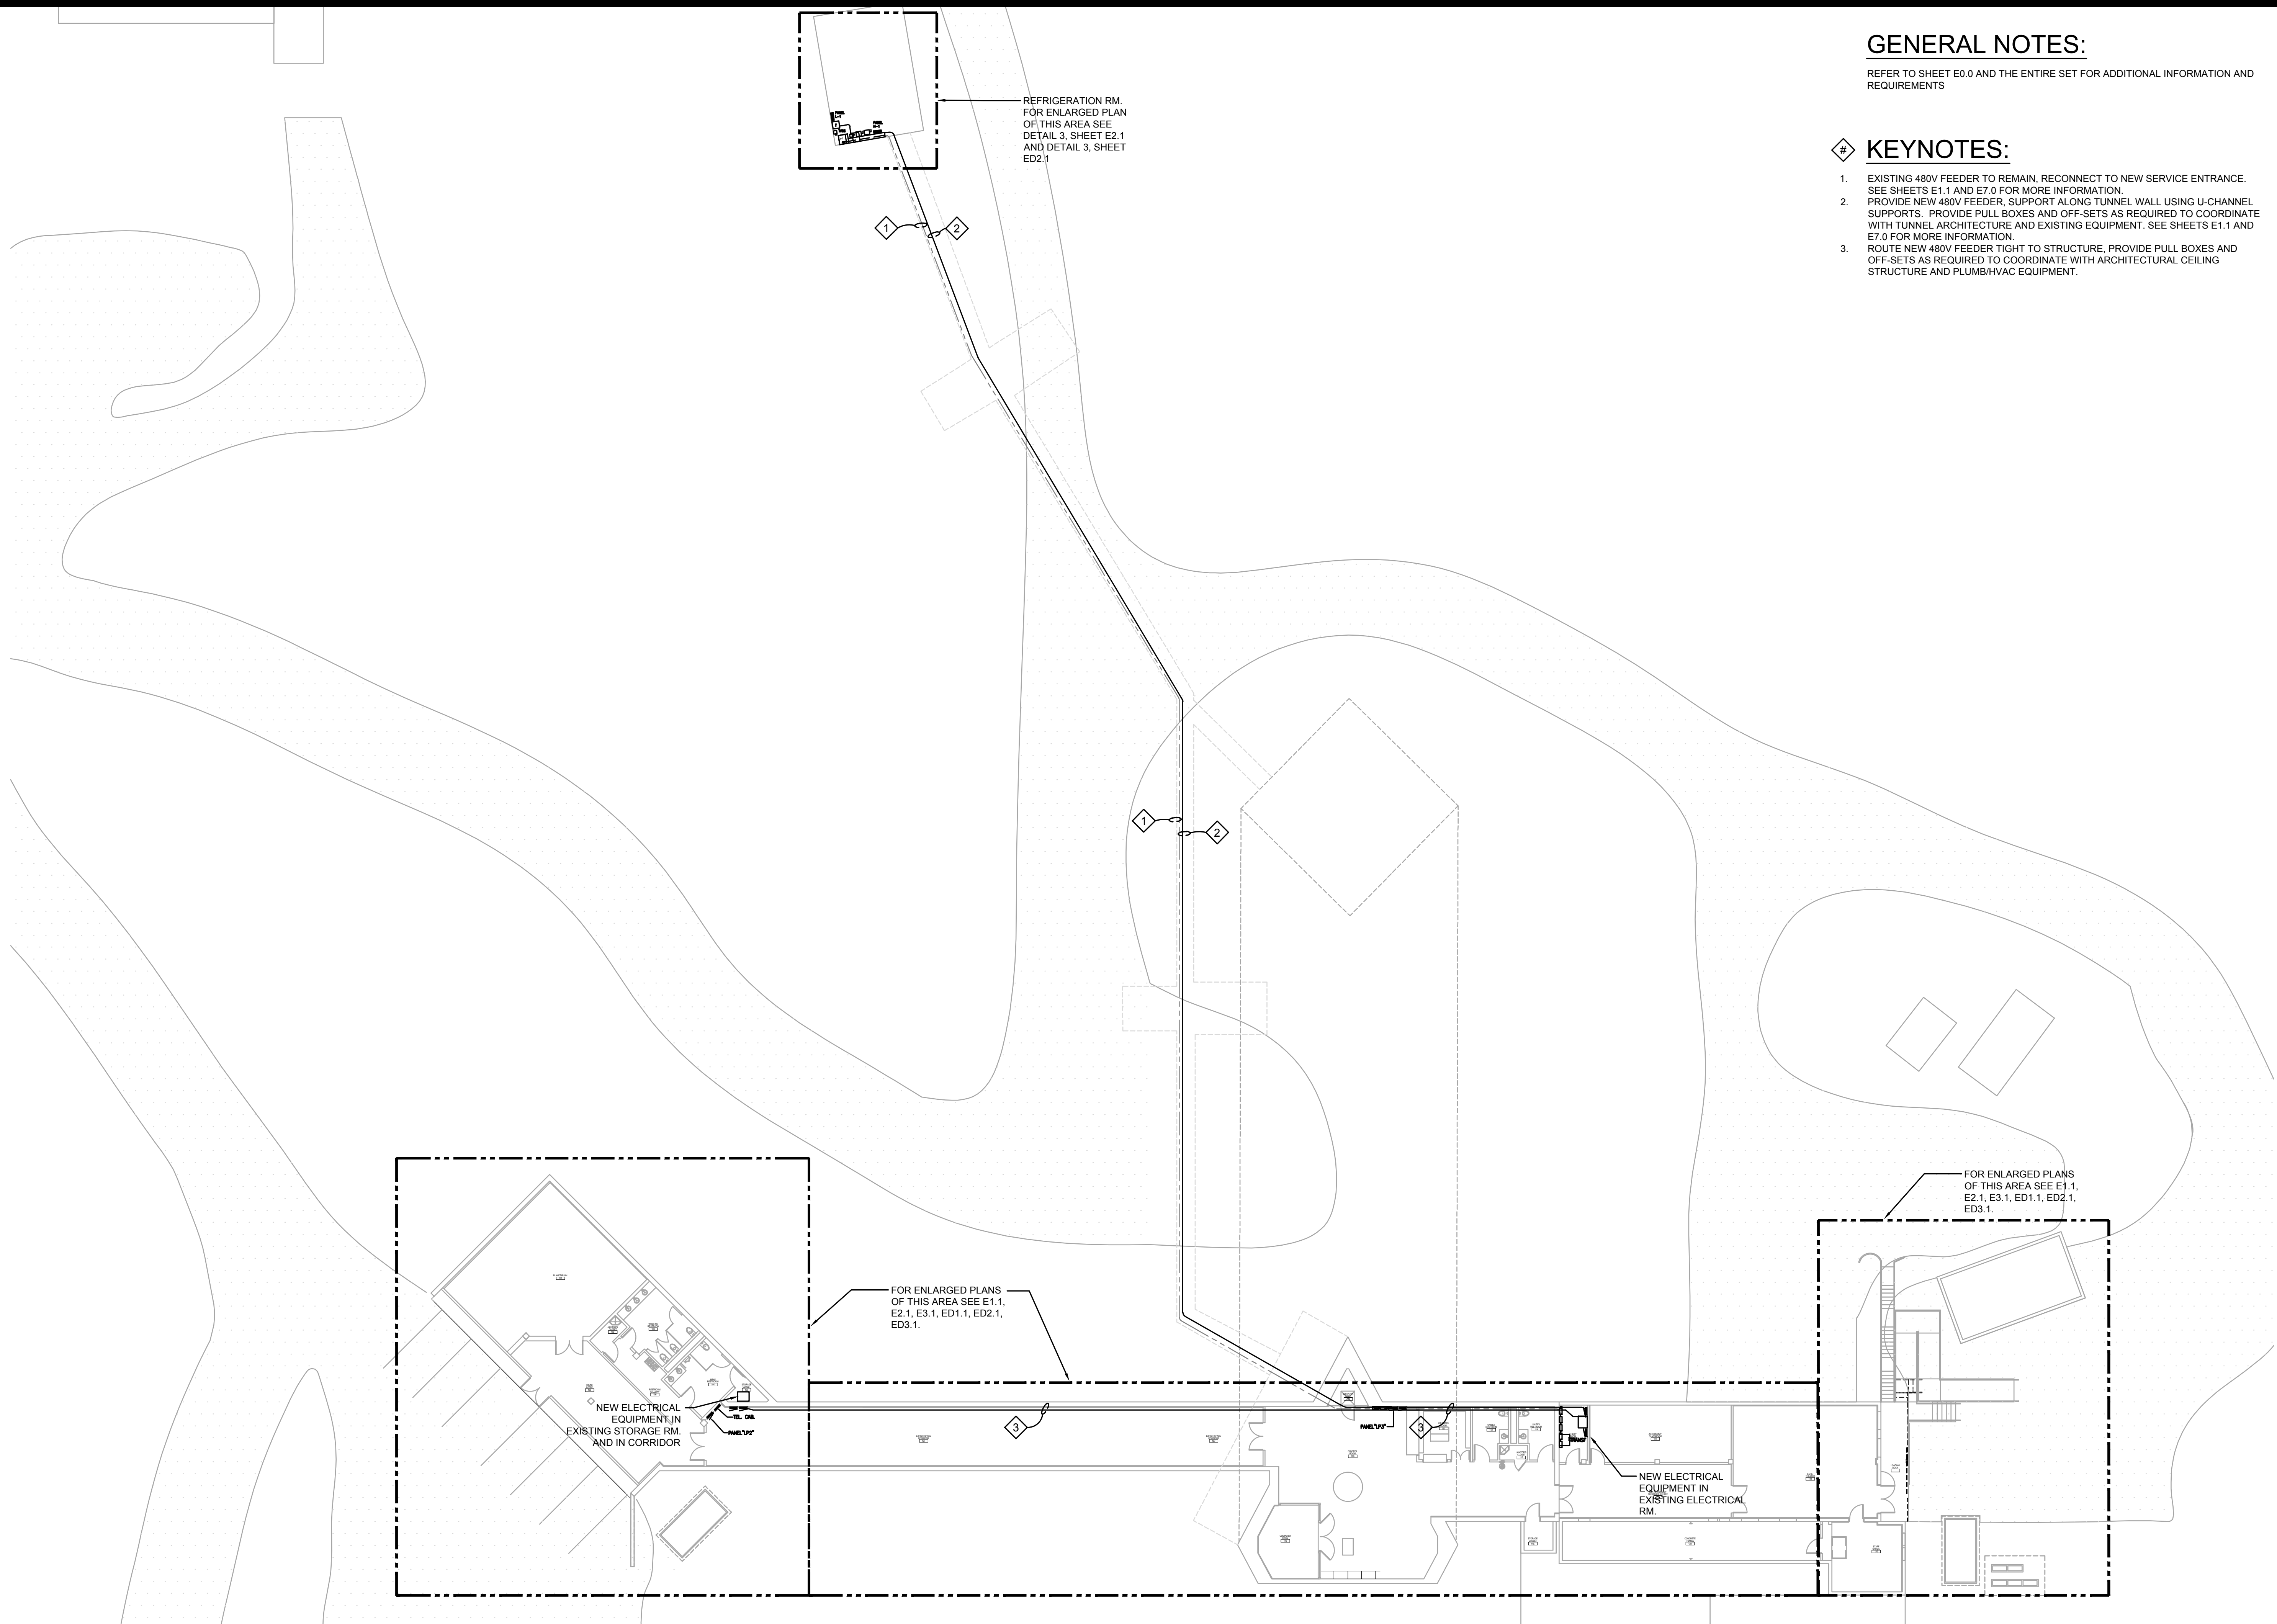 GENERAL NOTES:
REFER TO SHEET E0.0 AND THE ENTIRE SET FOR ADDITIONAL INFORMATION AND
REQUIREMENTS
# KEYNOTES:
1. EXISTING 480V FEEDER TO REMAIN, RECONNECT TO NEW SERVICE ENTRANCE.
SEE SHEETS E1.1 AND E7.0 FOR MORE INFORMATION.
2. PROVIDE NEW 480V FEEDER, SUPPORT ALONG TUNNEL WALL USING U-CHANNEL
SUPPORTS. PROVIDE PULL BOXES AND OFF-SETS AS REQUIRED TO COORDINATE
WITH TUNNEL ARCHITECTURE AND EXISTING EQUIPMENT. SEE SHEETS E1.1 AND
E7.0 FOR MORE INFORMATION.
3. ROUTE NEW 480V FEEDER TIGHT TO STRUCTURE, PROVIDE PULL BOXES AND
OFF-SETS AS REQUIRED TO COORDINATE WITH ARCHITECTURAL CEILING
STRUCTURE AND PLUMB/HVAC EQUIPMENT.
REFRIGERATION RM.
FOR ENLARGED PLAN
OF THIS AREA SEE
DETAIL 3, SHEET E2.1
AND DETAIL 3, SHEET
ED2.1
1
2
1
2
FOR ENLARGED PLANS
OF THIS AREA SEE E1.1,
E2.1, E3.1, ED1.1, ED2.1,
ED3.1.
FOR ENLARGED PLANS
OF THIS AREA SEE E1.1,
E2.1, E3.1, ED1.1, ED2.1,
ED3.1.
NEW ELECTRICAL
EQUIPMENT IN
EXISTING STORAGE RM.
AND IN CORRIDOR
TEL. CAB.
PANEL "LP2"
3
PANEL "LP3"
3
TRANSF
NEW ELECTRICAL
EQUIPMENT IN
EXISTING ELECTRICAL
RM.